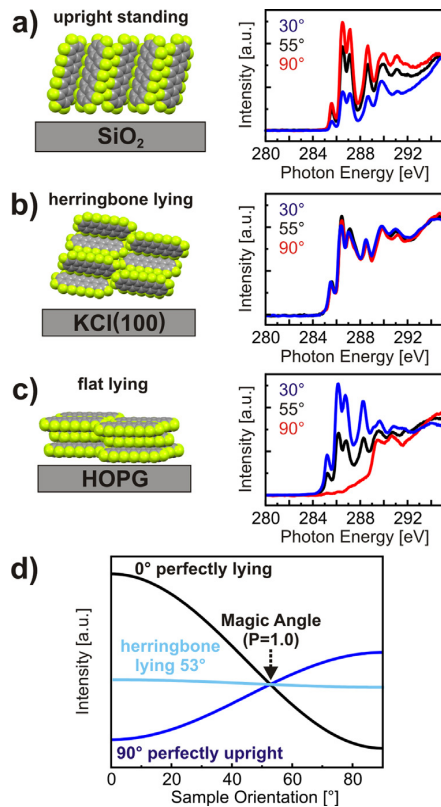 a) upright standing
SiO₂
30°
55°
90°
Intensity [a.u.]
280 284 288 292
Photon Energy [eV]
b) herringbone lying
KCl(100)
30°
55°
90°
Intensity [a.u.]
280 284 288 292
Photon Energy [eV]
c) flat lying
HOPG
30°
55°
90°
Intensity [a.u.]
280 284 288 292
Photon Energy [eV]
d)
0° perfectly lying
Magic Angle
(P=1.0)
herringbone
lying 53°
90° perfectly upright
Intensity [a.u.]
0 20 40 60 80
Sample Orientation [°]